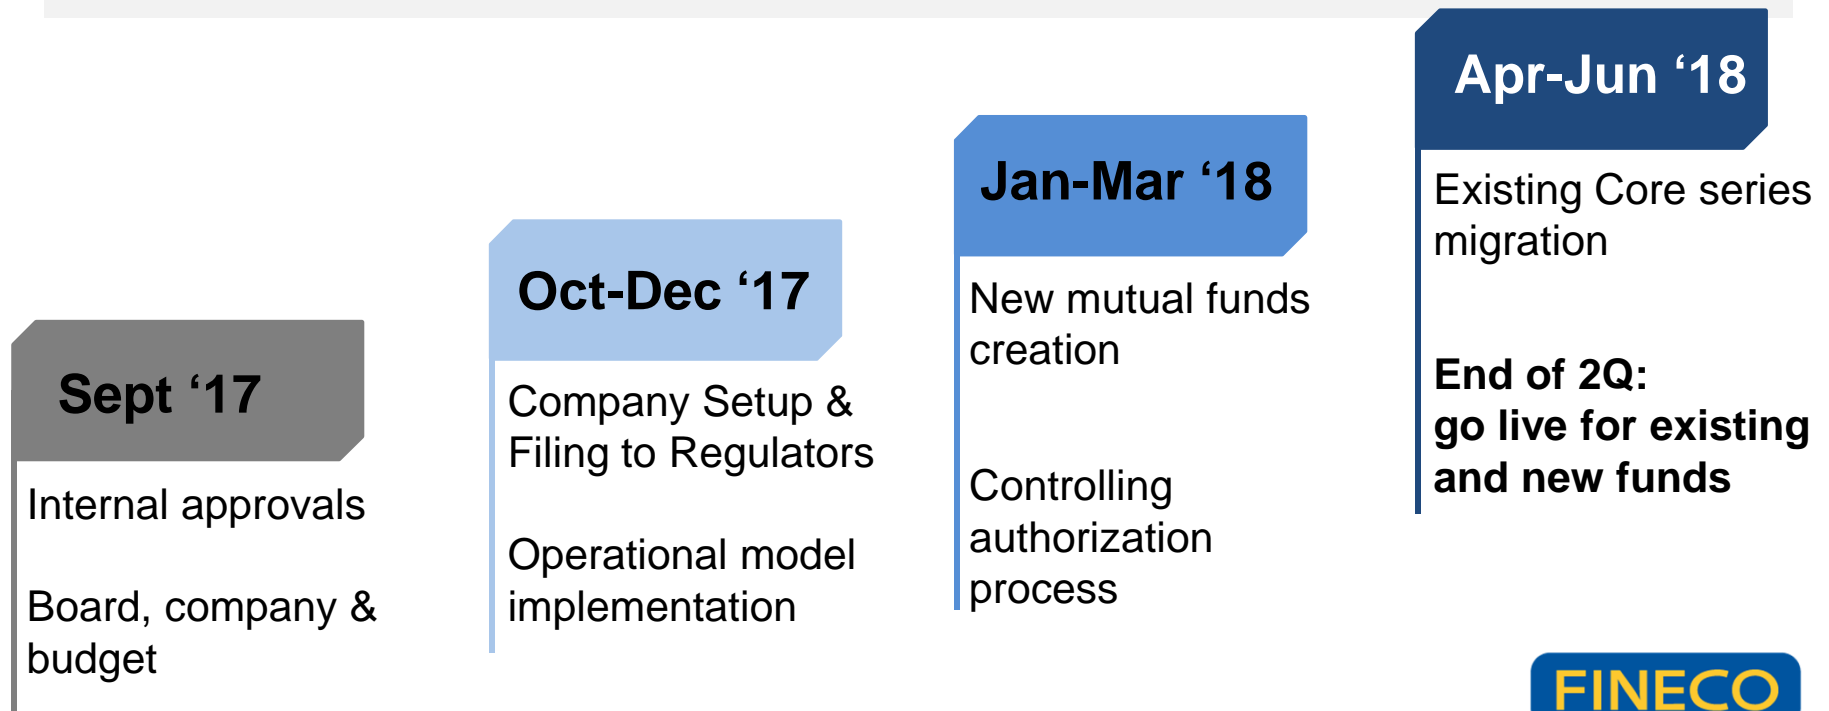 Sept ‘17
Internal approvals
Board, company &
budget
Oct-Dec ‘17
Company Setup &
Filing to Regulators
Operational model
implementation
Jan-Mar ‘18
New mutual funds
creation
Controlling
authorization
process
Apr-Jun ‘18
Existing Core series
migration
End of 2Q:
go live for existing
and new funds
FINECO